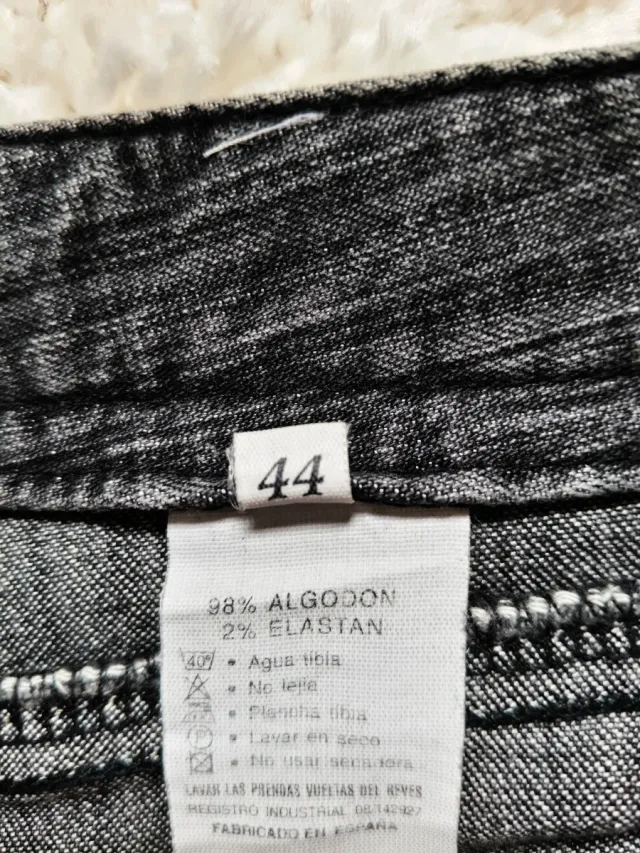 44
98% ALGODON
2% ELASTAN
40° • Agua tibia
• No lejia
• Plancha tibia
P • Lavar en seco
• No usar secadora
LAVAR LAS PRENDAS VUELTAS DEL REVES
REGISTRO INDUSTRIAL 08/142927
FABRICADO EN ESPAÑA